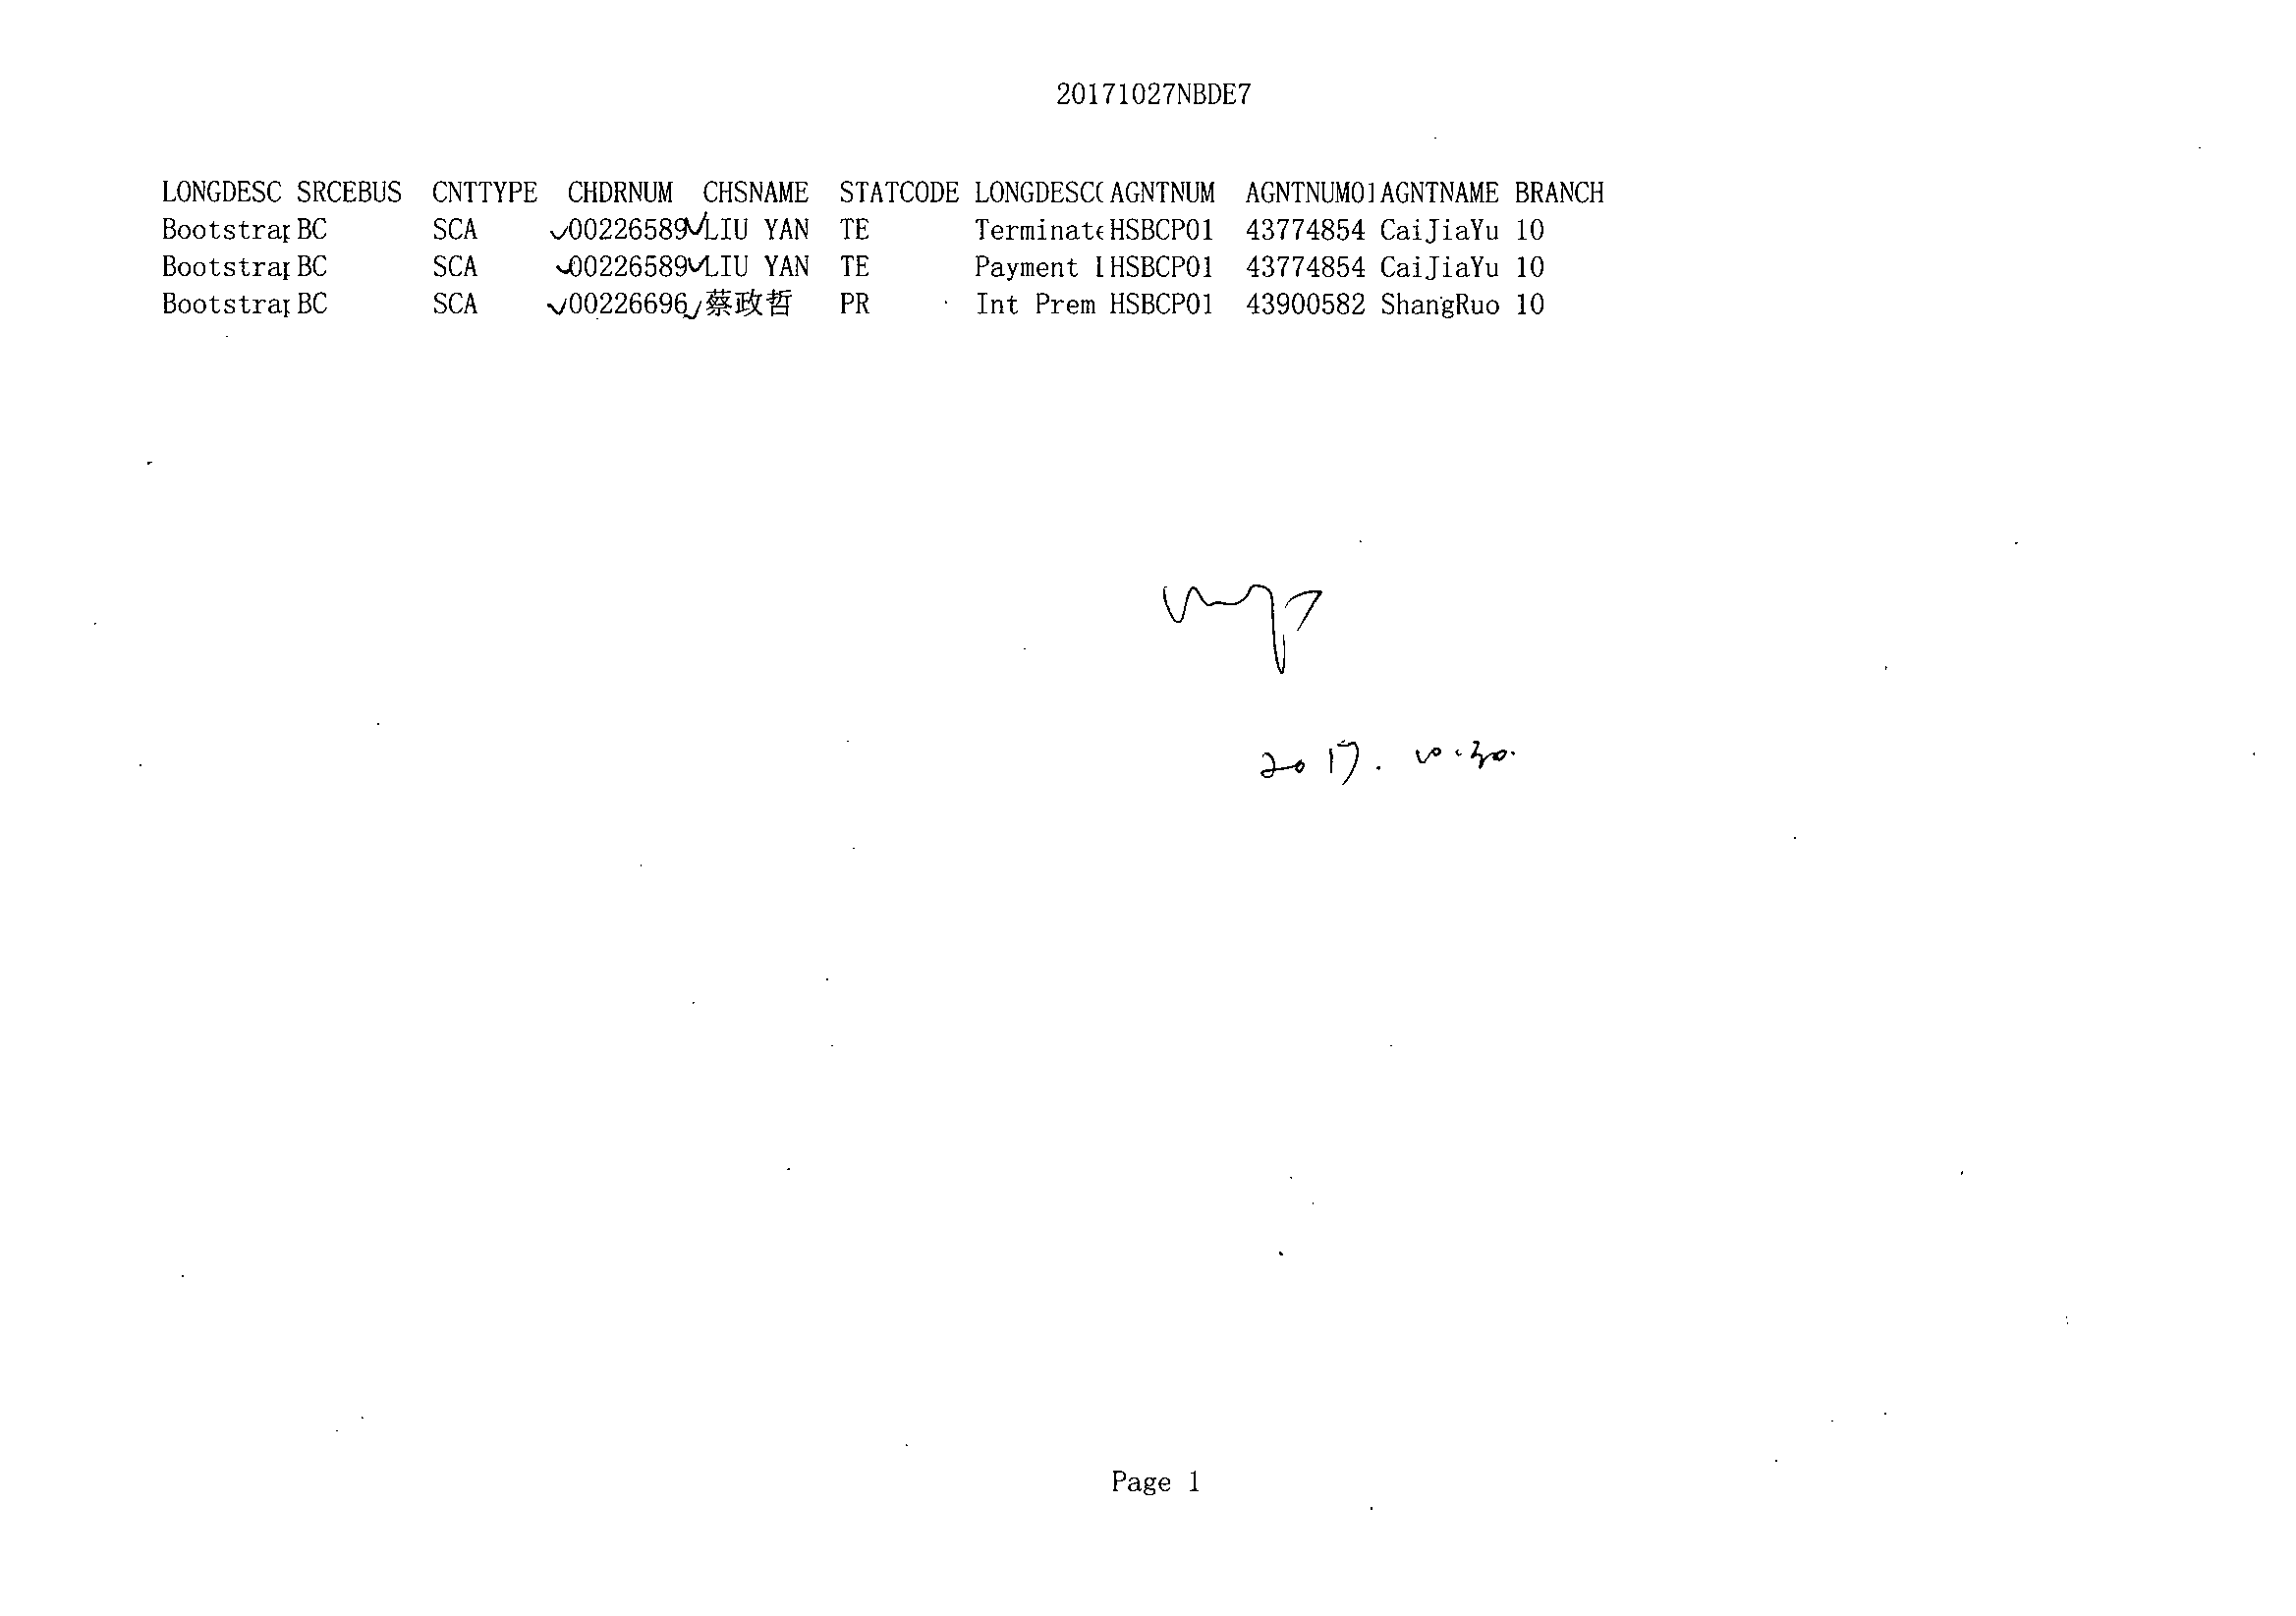 20171027NBDE7
LONGDESC SRCEBUS CNTTYPE CHDRNUM CHSNAME STATCODE LONGDESC( AGNTNUM AGNTNUM01 AGNTNAME BRANCH
Bootstrap BC SCA 00226589 LIU YAN TE Terminate HSBCP01 43774854 CaiJiaYu 10
Bootstrap BC SCA 00226589 LIU YAN TE Payment HSBCP01 43774854 CaiJiaYu 10
Bootstrap BC SCA 00226696 蔡政哲 PR Int Prem HSBCP01 43900582 ShangRuo 10
2017. 10.30.
Page 1